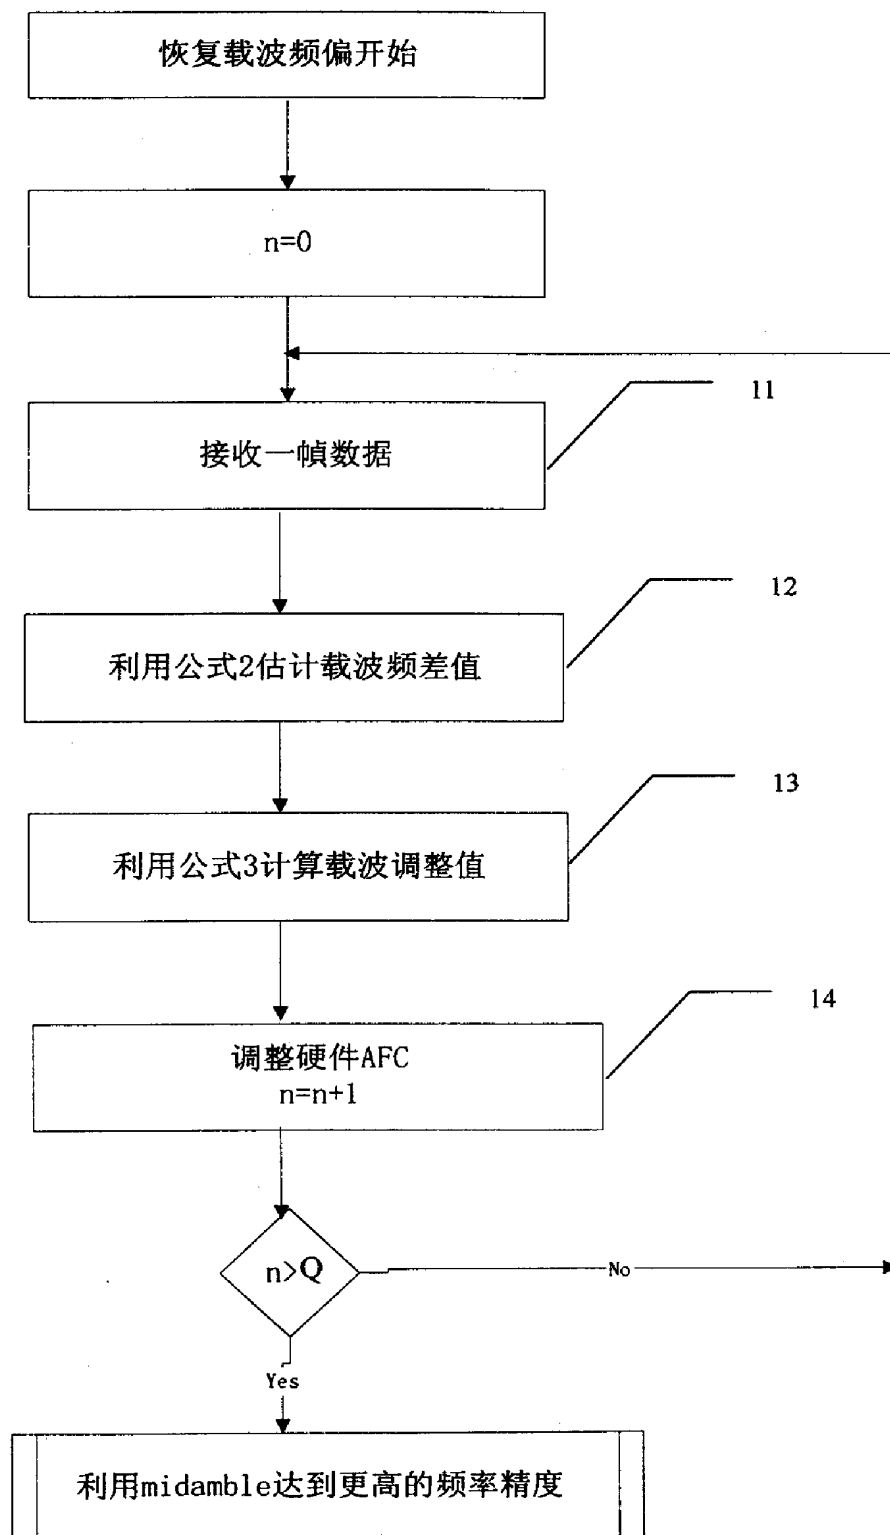 恢复载波频偏开始
n=0
11
接收一帧数据
12
利用公式2估计载波频差值
13
利用公式3计算载波调整值
14
调整硬件AFC
n=n+1
n>Q
No
Yes
利用midamble达到更高的频率精度